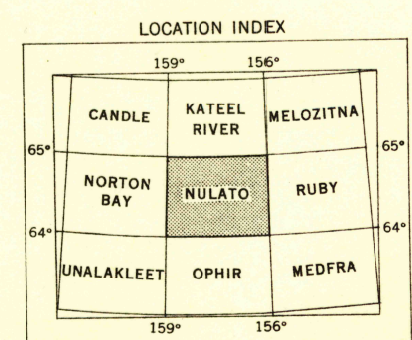 LOCATION INDEX
159° 156°
CANDLE KATEEL RIVER MELOZITNA
65° 65°
NORTON BAY NULATO RUBY
64° 64°
UNALAKLEET OPHIR MEDFRA
159° 156°